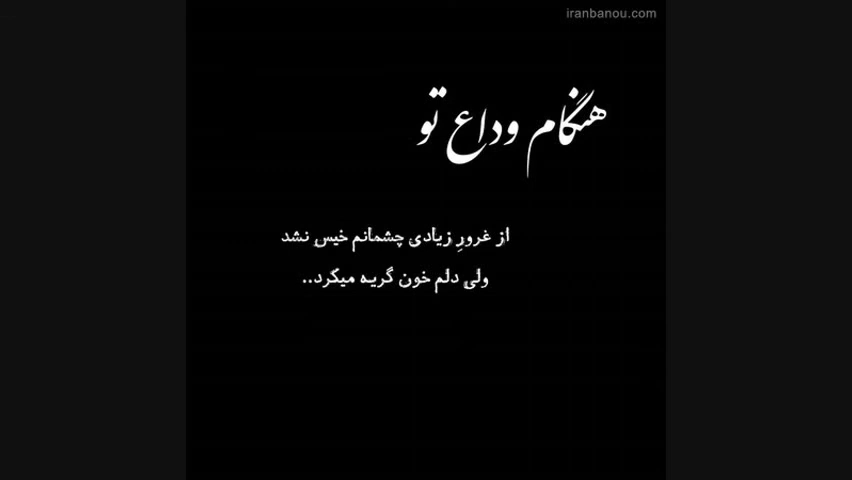 iranbanou.com
هنگام وداع تو
از غرورِ زیادی چشمانم خیس نشد
ولی دلم خون گریه میکرد..